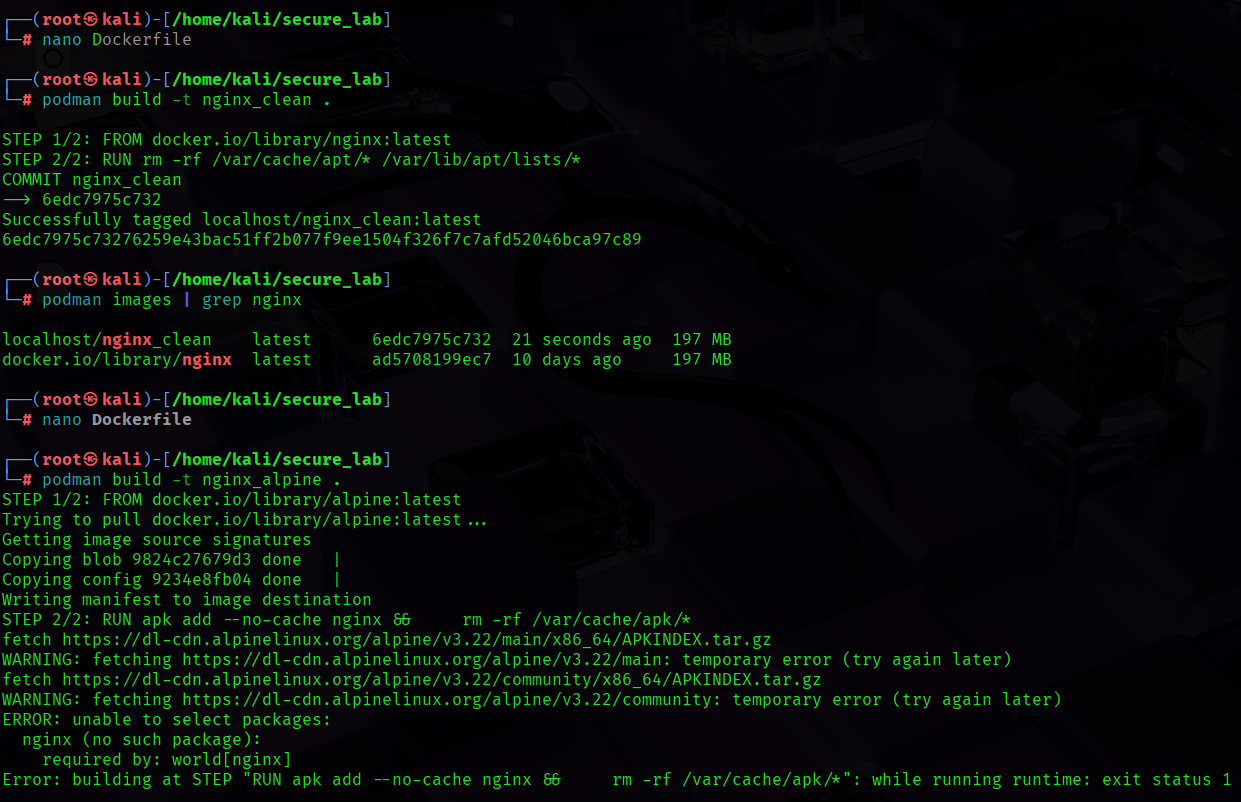 ┌──(root㉿kali)-[/home/kali/secure_lab]
└─# nano Dockerfile
┌──(root㉿kali)-[/home/kali/secure_lab]
└─# podman build -t nginx_clean .
STEP 1/2: FROM docker.io/library/nginx:latest
STEP 2/2: RUN rm -rf /var/cache/apt/* /var/lib/apt/lists/*
COMMIT nginx_clean
--> 6edc7975c732
Successfully tagged localhost/nginx_clean:latest
6edc7975c73276259e43bac51ff2b077f9ee1504f326f7c7afd52046bca97c89
┌──(root㉿kali)-[/home/kali/secure_lab]
└─# podman images | grep nginx
localhost/nginx_clean    latest      6edc7975c732  21 seconds ago  197 MB
docker.io/library/nginx  latest      ad5708199ec7  10 days ago     197 MB
┌──(root㉿kali)-[/home/kali/secure_lab]
└─# nano Dockerfile
┌──(root㉿kali)-[/home/kali/secure_lab]
└─# podman build -t nginx_alpine .
STEP 1/2: FROM docker.io/library/alpine:latest
Trying to pull docker.io/library/alpine:latest...
Getting image source signatures
Copying blob 9824c27679d3 done   |
Copying config 9234e8fb04 done   |
Writing manifest to image destination
STEP 2/2: RUN apk add --no-cache nginx &&     rm -rf /var/cache/apk/*
fetch https://dl-cdn.alpinelinux.org/alpine/v3.22/main/x86_64/APKINDEX.tar.gz
WARNING: fetching https://dl-cdn.alpinelinux.org/alpine/v3.22/main: temporary error (try again later)
fetch https://dl-cdn.alpinelinux.org/alpine/v3.22/community/x86_64/APKINDEX.tar.gz
WARNING: fetching https://dl-cdn.alpinelinux.org/alpine/v3.22/community: temporary error (try again later)
ERROR: unable to select packages:
  nginx (no such package):
    required by: world[nginx]
Error: building at STEP "RUN apk add --no-cache nginx &&     rm -rf /var/cache/apk/*": while running runtime: exit status 1